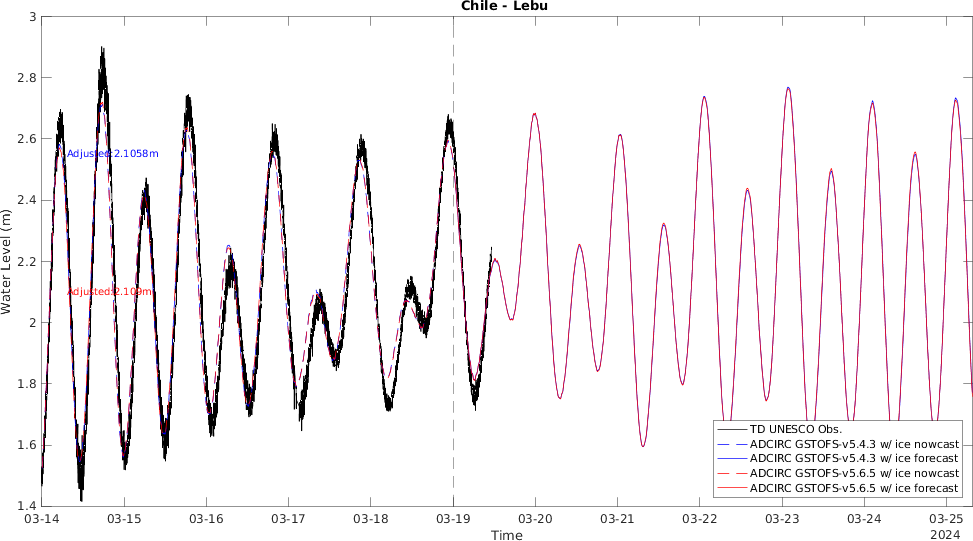 Chile - Lebu
3
2.8
2.6
2.4
2.2
2
1.8
1.6
1.4
Water Level (m)
Adjusted:2.1058m
Adjusted:2.109m
TD UNESCO Obs.
ADCIRC GSTOFS-v5.4.3 w/ ice nowcast
ADCIRC GSTOFS-v5.4.3 w/ ice forecast
ADCIRC GSTOFS-v5.6.5 w/ ice nowcast
ADCIRC GSTOFS-v5.6.5 w/ ice forecast
03-14 03-15 03-16 03-17 03-18 03-19 03-20 03-21 03-22 03-23 03-24 03-25
Time
2024